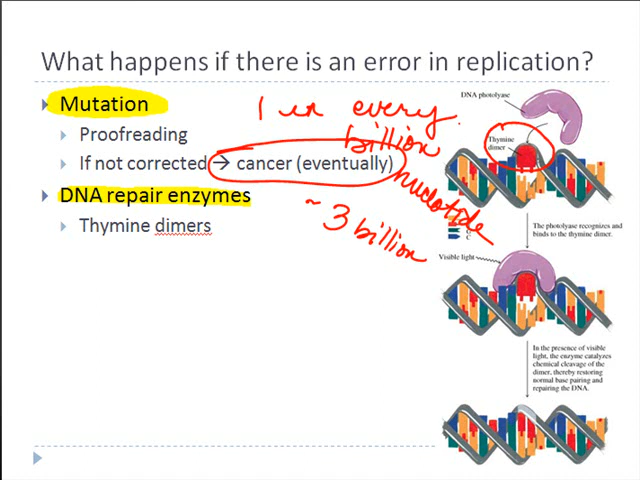 What happens if there is an error in replication?
Mutation
Proofreading
If not corrected → cancer (eventually)
DNA repair enzymes
Thymine dimers
1 in every
billion
nucleotide
~ 3 billion
DNA photolyase
Thymine
dimer
The photolyase recognizes and
binds to the thymine dimer.
Visible light
In the presence of visible
light, the enzyme catalyzes
chemical cleavage of the
dimer, thereby restoring
normal base pairing and
repairing the DNA.